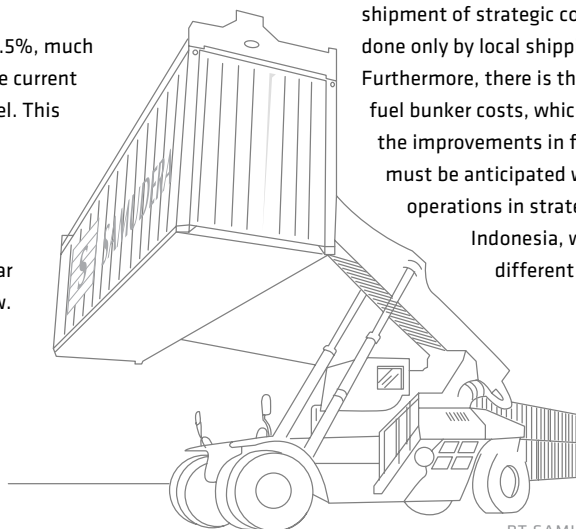 .5%, much
e current
el. This
ar
w.
shipment of strategic co
done only by local shipp
Furthermore, there is th
fuel bunker costs, whic
the improvements in f
must be anticipated w
operations in strate
Indonesia, w
different
S SAMUDERA
PT SAMU